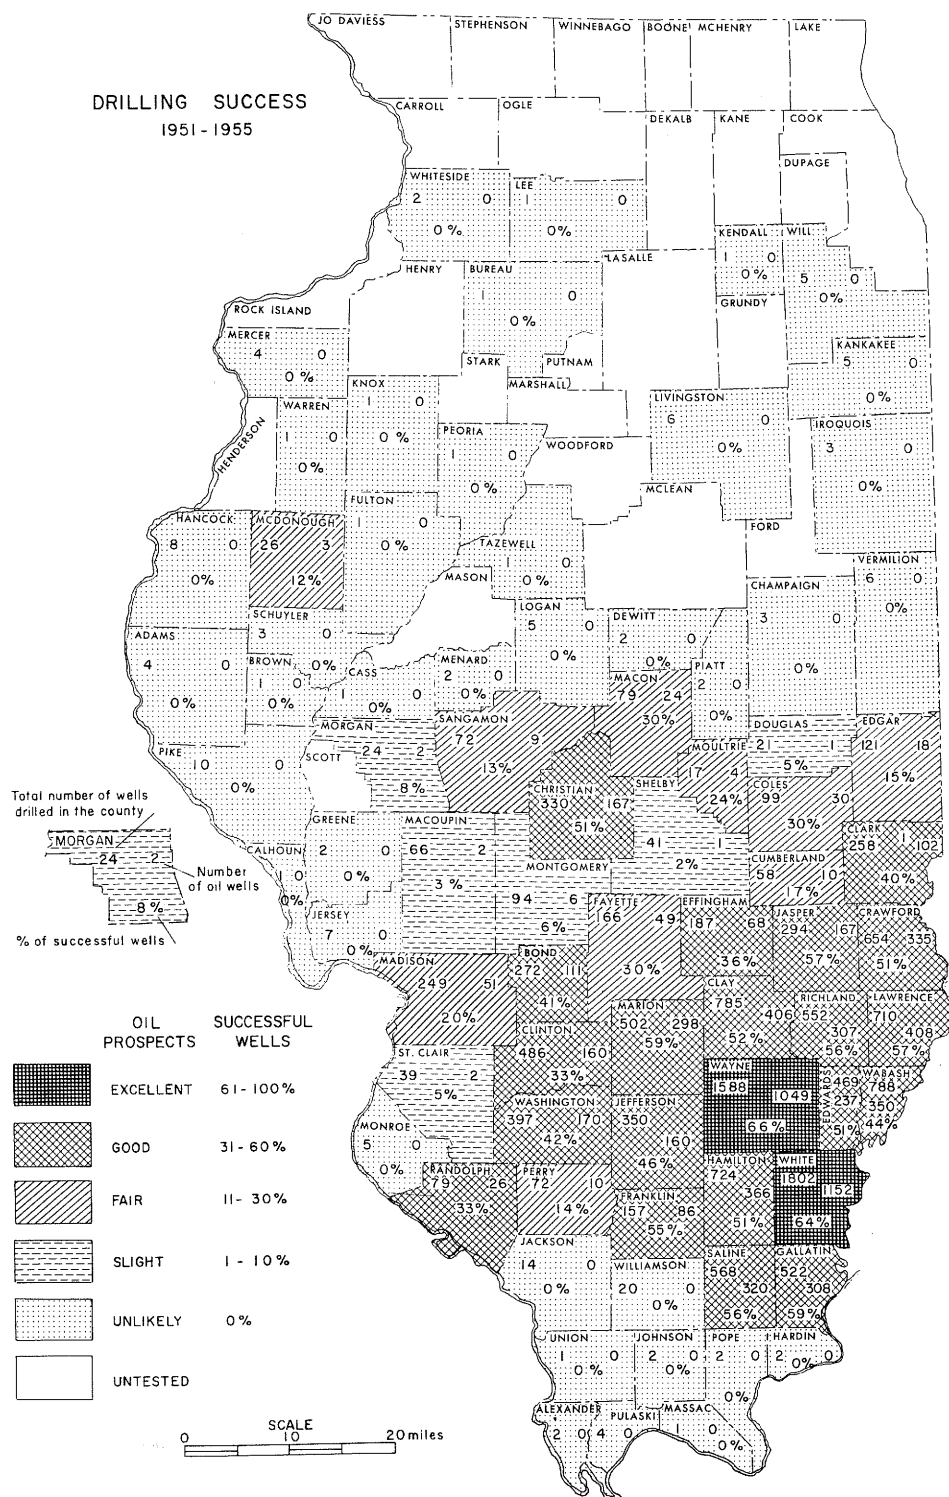 DRILLING SUCCESS
1951-1955
JO DAVIESS
STEPHENSON
WINNEBAGO
BOONE
MCHENRY
LAKE
CARROLL
OGLE
DEKALB
KANE
COOK
DUPAGE
WHITESIDE
2 0
0%
LEE
1 0
0%
KENDALL
1 0
0%
WILL
5 0
0%
HENRY
BUREAU
1 0
0%
LASALLE
GRUNDY
ROCK ISLAND
MERCER
4 0
0%
STARK
PUTNAM
MARSHALL
KANKAKEE
5 0
0%
KNOX
1 0
0%
WARREN
1 0
0%
HENDERSON
PEORIA
1 0
0%
WOODFORD
LIVINGSTON
6 0
0%
IROQUOIS
3 0
0%
MCLEAN
FORD
FULTON
1 0
0%
HANCOCK
8 0
0%
MCDONOUGH
26 3
12%
TAZEWELL
1 0
0%
MASON
VERMILION
6 0
0%
CHAMPAIGN
3 0
0%
LOGAN
5 0
0%
DEWITT
2 0
0%
SCHUYLER
3 0
0%
ADAMS
4 0
0%
BROWN
1 0
0%
CASS
1 0
0%
MENARD
2 0
0%
MACON
79 24
30%
PIATT
2 0
0%
MORGAN
24 2
8%
SANGAMON
72 9
13%
DOUGLAS
21 1
5%
EDGAR
121 18
15%
PIKE
10 0
0%
SCOTT
1
CHRISTIAN
330 167
51%
SHELBY
41 1
2%
MOULTRIE
17 4
24%
COLES
99 30
30%
CLARK
258 1 102
40%
GREENE
2 0
0%
MACOUPIN
66 2
3%
MONTGOMERY
94 6
6%
CUMBERLAND
58 10
17%
CALHOUN
1 0
0%
JERSEY
7 0
0%
FAYETTE
166 49
30%
EFFINGHAM
187 68
36%
JASPER
294 167
57%
CRAWFORD
654 335
51%
MADISON
249 51
20%
BOND
272 111
41%
CLAY
785 406
52%
RICHLAND
552
307
56%
LAWRENCE
710
408
57%
MARION
502 298
59%
CLINTON
486 160
33%
ST. CLAIR
39 2
5%
WAYNE
1588
1049
66%
EDWARDS
469
237
51%
WABASH
788
350
44%
WASHINGTON
397 170
42%
JEFFERSON
350
160
46%
MONROE
5 0
0%
RANDOLPH
79 26
33%
PERRY
72 10
14%
HAMILTON
724
366
51%
WHITE
1802
1152
64%
FRANKLIN
157 86
55%
JACKSON
14 0
0%
WILLIAMSON
20 0
0%
SALINE
568
320
56%
GALLATIN
522
308
59%
UNION
1 0
0%
JOHNSON
2 0
0%
POPE
2 0
0%
HARDIN
2 0
0%
ALEXANDER
2 0
PULASKI
4 0
MASSAC
1 0
0%
Total number of wells
drilled in the county
MORGAN
24 2
8%
Number
of oil wells
% of successful wells
OIL PROSPECTS
SUCCESSFUL WELLS
EXCELLENT 61-100%
GOOD 31-60%
FAIR 11-30%
SLIGHT 1-10%
UNLIKELY 0%
UNTESTED
SCALE
0 10 20 miles